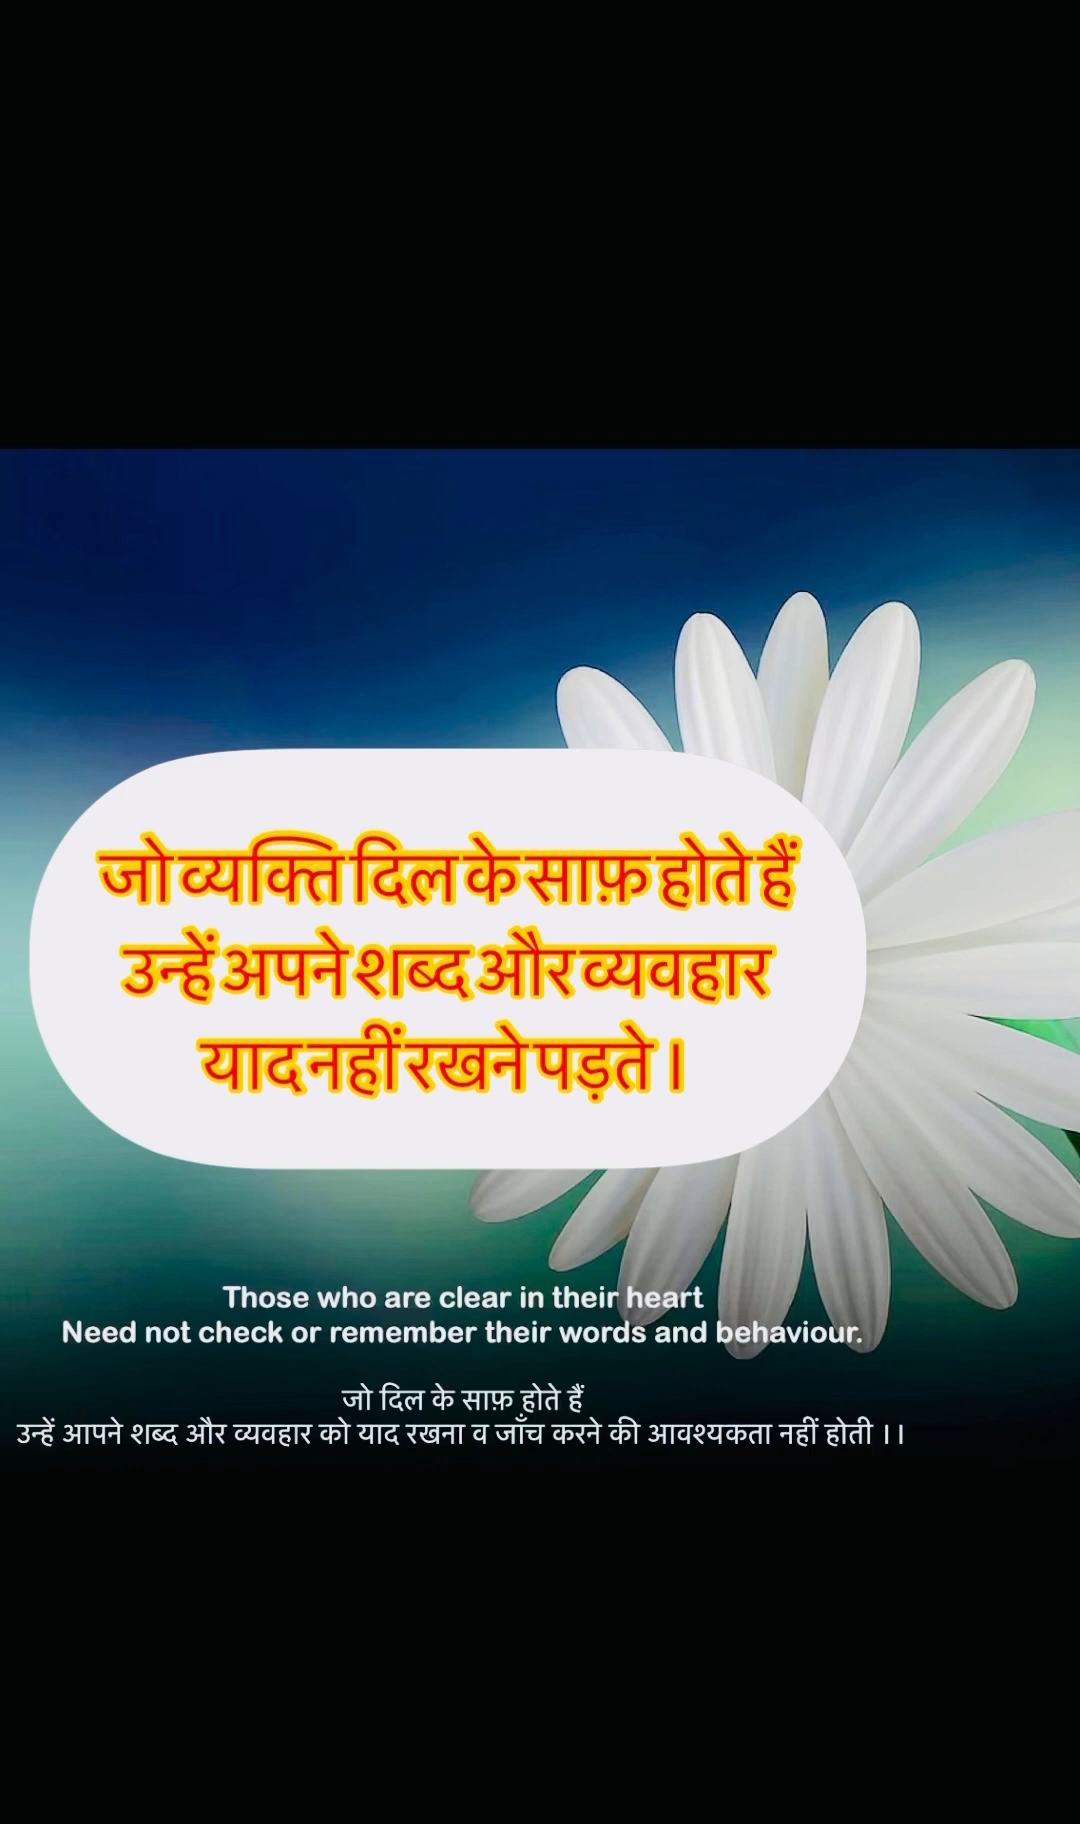 जो व्यक्ति दिल के साफ़ होते हैं
उन्हें अपने शब्द और व्यवहार
याद नहीं रखने पड़ते ।
Those who are clear in their heart
Need not check or remember their words and behaviour.
जो दिल के साफ़ होते हैं
उन्हें आपने शब्द और व्यवहार को याद रखना व जाँच करने की आवश्यकता नहीं होती ।।